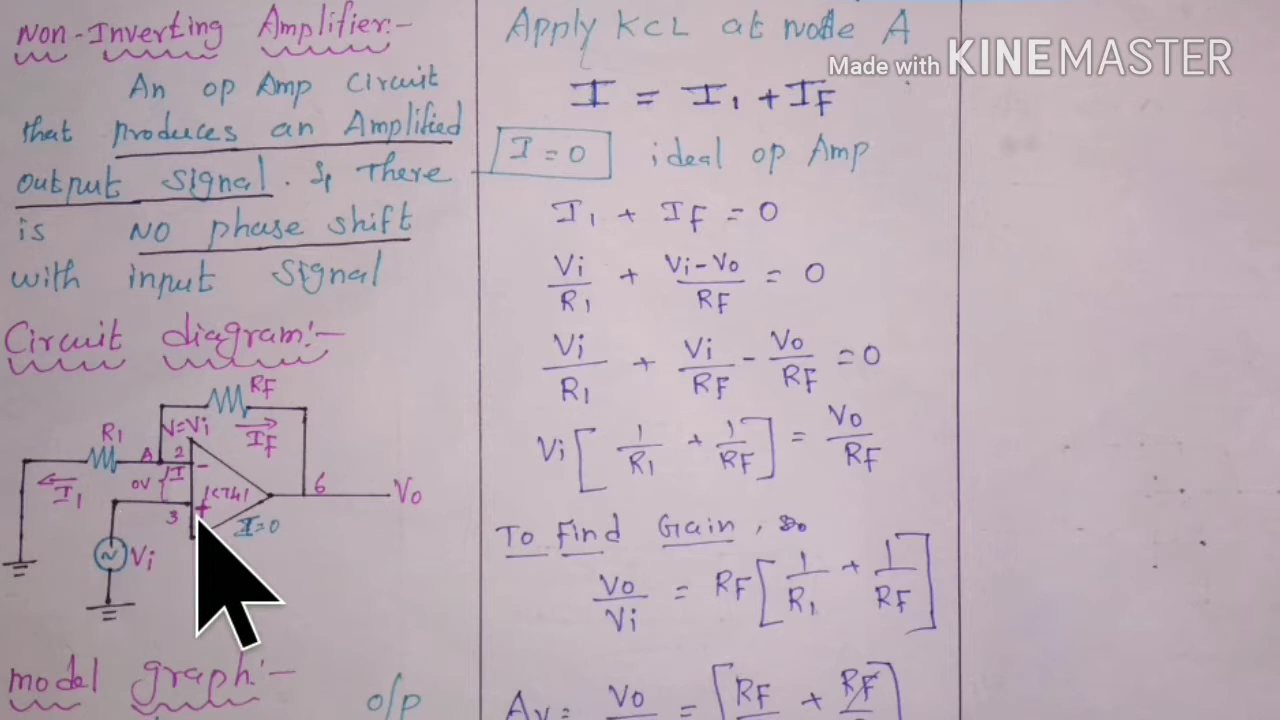 Non-Inverting Amplifier:-
An op Amp Circuit
that produces an Amplified
output signal. & There
is NO phase shift
with input signal
Circuit diagram:-
RF
R1
V=Vi
IF
A
2
-
I
I1
0V
IC741
6
Vo
3
+
I=0
Vi
model graph:-
o/p
Apply KCL at node A
Made with KINEMASTER
I = I1 + IF
I = 0 ideal op Amp
I1 + IF = 0
Vi/R1 + Vi-Vo/RF = 0
Vi/R1 + Vi/RF - Vo/RF = 0
Vi[1/R1 + 1/RF] = Vo/RF
To Find Gain, so
Vo/Vi = RF[1/R1 + 1/RF]
Av = Vo = [RF + RF]